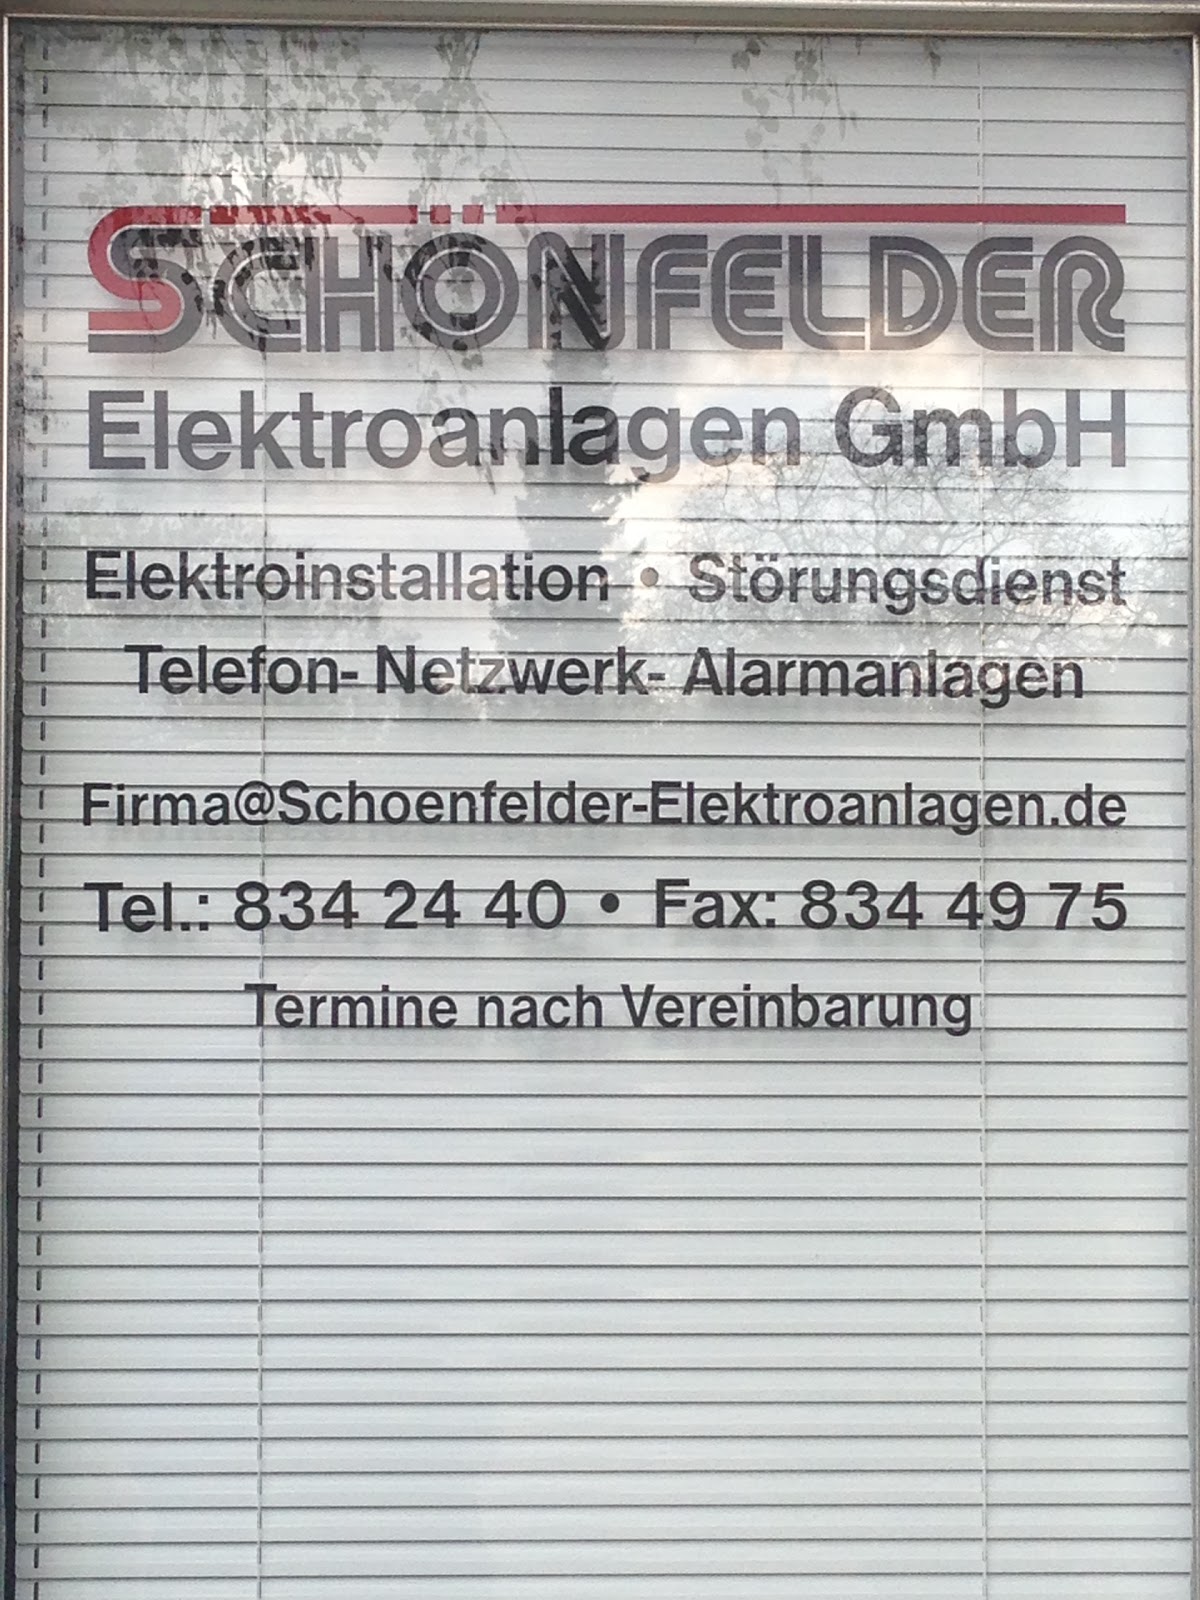 SCHÖNFELDER
Elektroanlagen GmbH
Elektroinstallation • Störungsdienst
Telefon- Netzwerk- Alarmanlagen
Firma@Schoenfelder-Elektroanlagen.de
Tel.: 834 24 40 • Fax: 834 49 75
Termine nach Vereinbarung